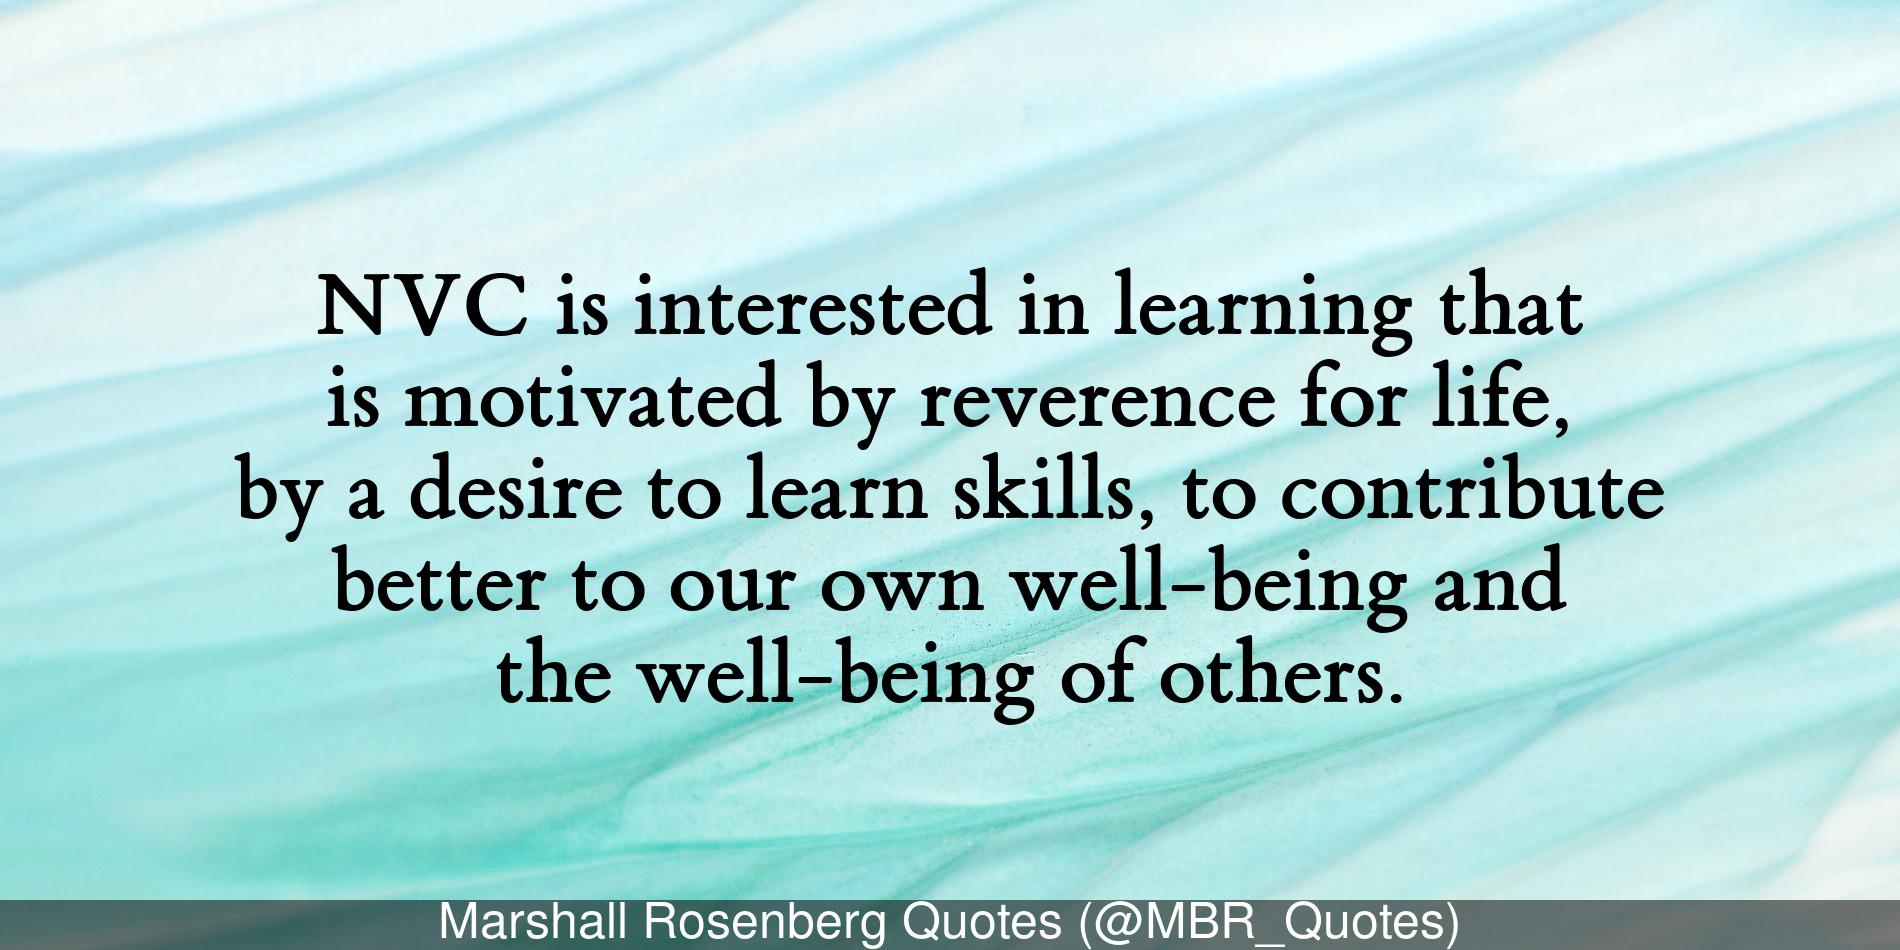 NVC is interested in learning that
is motivated by reverence for life,
by a desire to learn skills, to contribute
better to our own well-being and
the well-being of others.
Marshall Rosenberg Quotes (@MBR_Quotes)